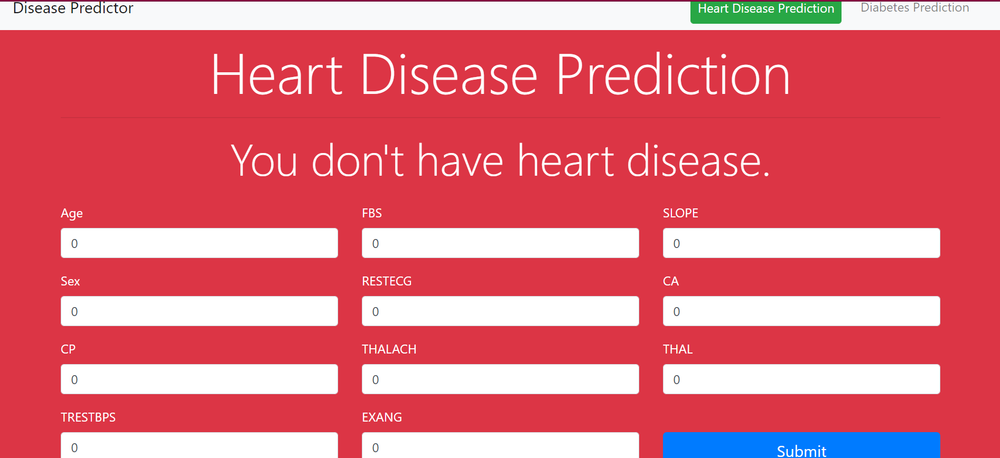 Disease Predictor
Heart Disease Prediction
Diabetes Prediction
Heart Disease Prediction
You don't have heart disease.
Age
FBS
SLOPE
0
0
0
Sex
RESTECG
CA
0
0
0
CP
THALACH
THAL
0
0
0
TRESTBPS
EXANG
0
0
Submit